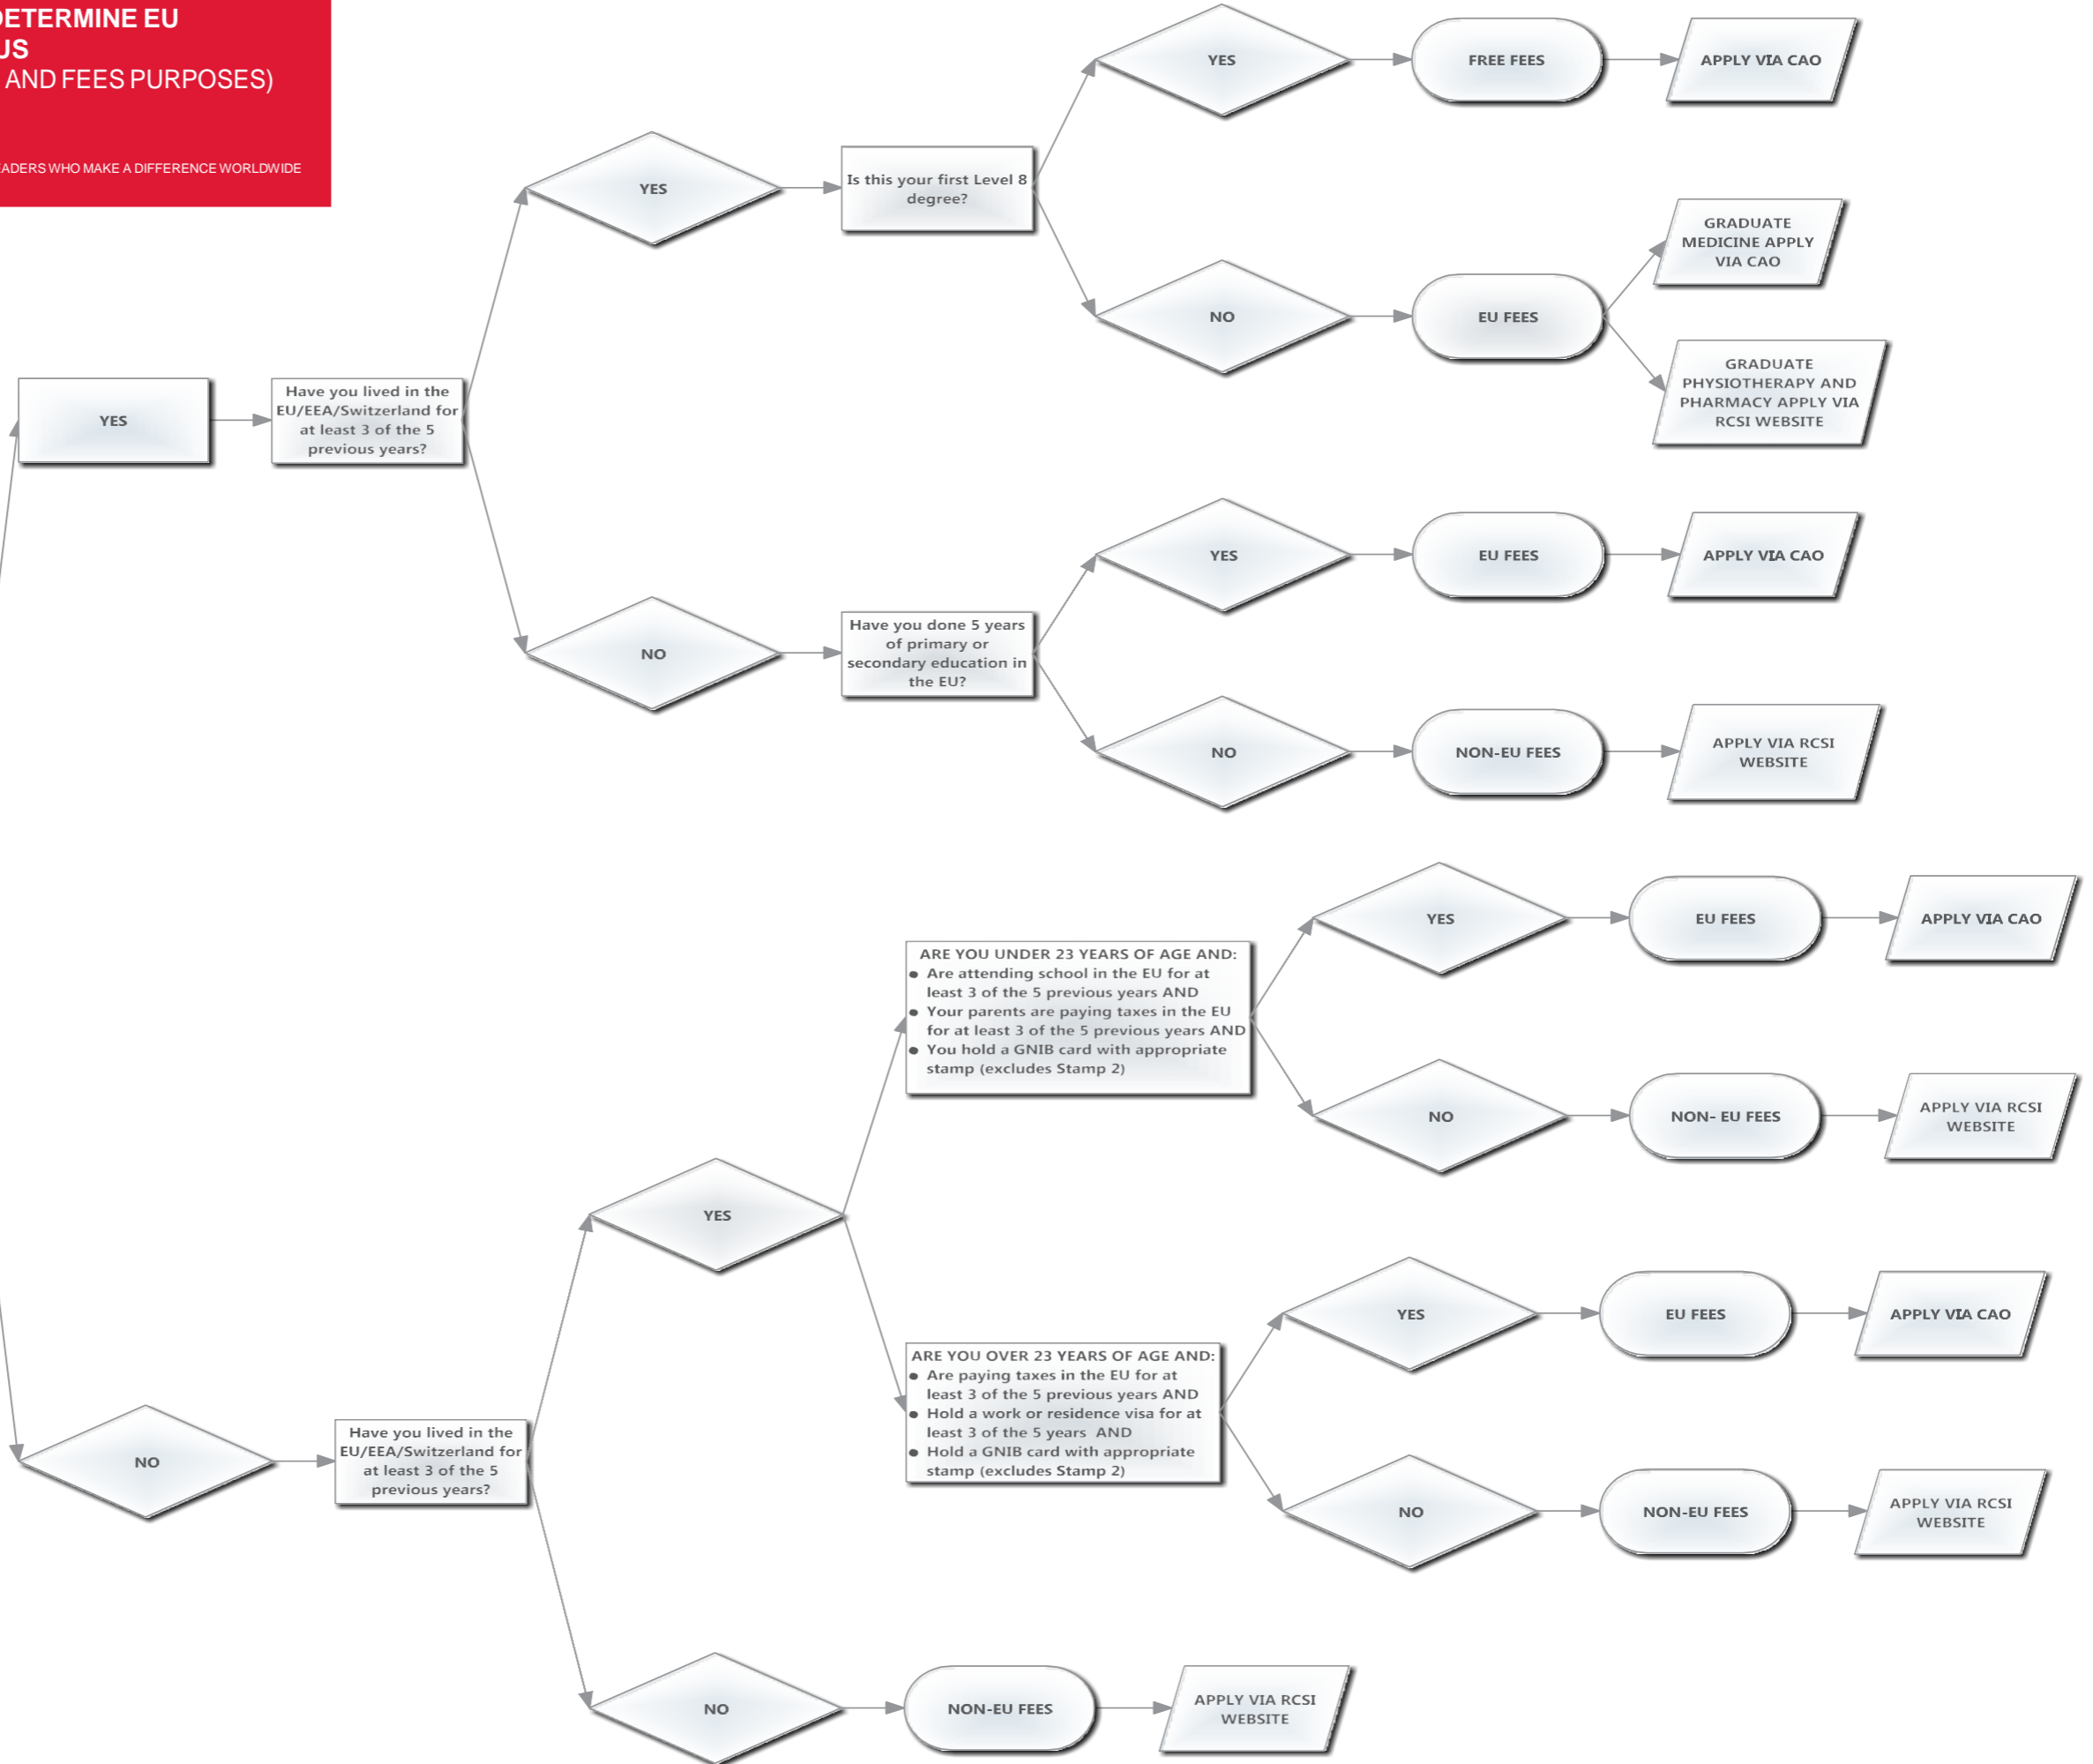 DETERMINE EU
US
AND FEES PURPOSES)
EADERS WHO MAKE A DIFFERENCE WORLDWIDE
YES
Have you lived in the
EU/EEA/Switzerland for
at least 3 of the 5
previous years?
YES
Is this your first Level 8
degree?
YES
FREE FEES
APPLY VIA CAO
NO
EU FEES
GRADUATE
MEDICINE APPLY
VIA CAO
GRADUATE
PHYSIOTHERAPY AND
PHARMACY APPLY VIA
RCSI WEBSITE
NO
Have you done 5 years
of primary or
secondary education in
the EU?
YES
EU FEES
APPLY VIA CAO
NO
NON-EU FEES
APPLY VIA RCSI
WEBSITE
NO
Have you lived in the
EU/EEA/Switzerland for
at least 3 of the 5
previous years?
YES
ARE YOU UNDER 23 YEARS OF AGE AND:
• Are attending school in the EU for at
least 3 of the 5 previous years AND
• Your parents are paying taxes in the EU
for at least 3 of the 5 previous years AND
• You hold a GNIB card with appropriate
stamp (excludes Stamp 2)
YES
EU FEES
APPLY VIA CAO
NO
NON- EU FEES
APPLY VIA RCSI
WEBSITE
ARE YOU OVER 23 YEARS OF AGE AND:
• Are paying taxes in the EU for at
least 3 of the 5 previous years AND
• Hold a work or residence visa for at
least 3 of the 5 years AND
• Hold a GNIB card with appropriate
stamp (excludes Stamp 2)
YES
EU FEES
APPLY VIA CAO
NO
NON-EU FEES
APPLY VIA RCSI
WEBSITE
NO
NON-EU FEES
APPLY VIA RCSI
WEBSITE